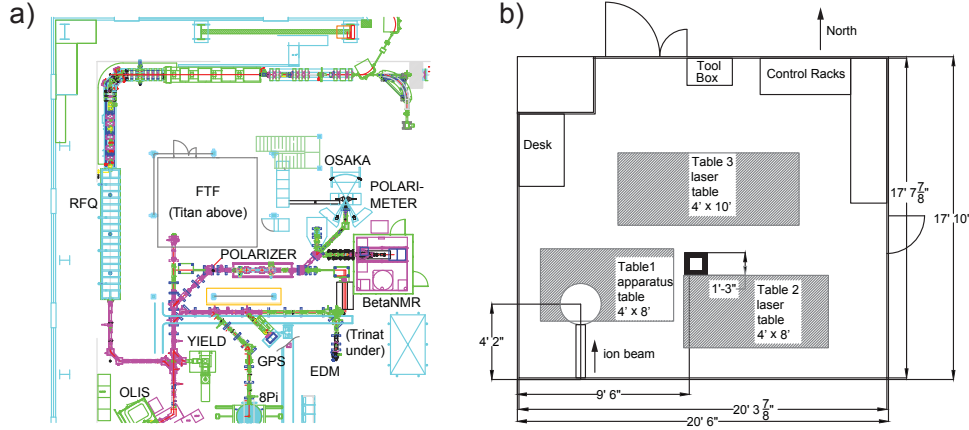 a)
RFQ
FTF
(Titan above)
OSAKA
POLARI-
METER
POLARIZER
BetaNMR
(Trinat
under)
YIELD
GPS
EDM
OLIS
8Pi
b)
North
Tool
Box
Control Racks
Desk
Table 3
laser
table
4' x 10'
17' 7 7/8"
17' 10"
Table1
apparatus
table
4' x 8'
1'-3"
Table 2
laser
table
4' x 8'
4' 2"
ion beam
9' 6"
20' 3 7/8"
20' 6"